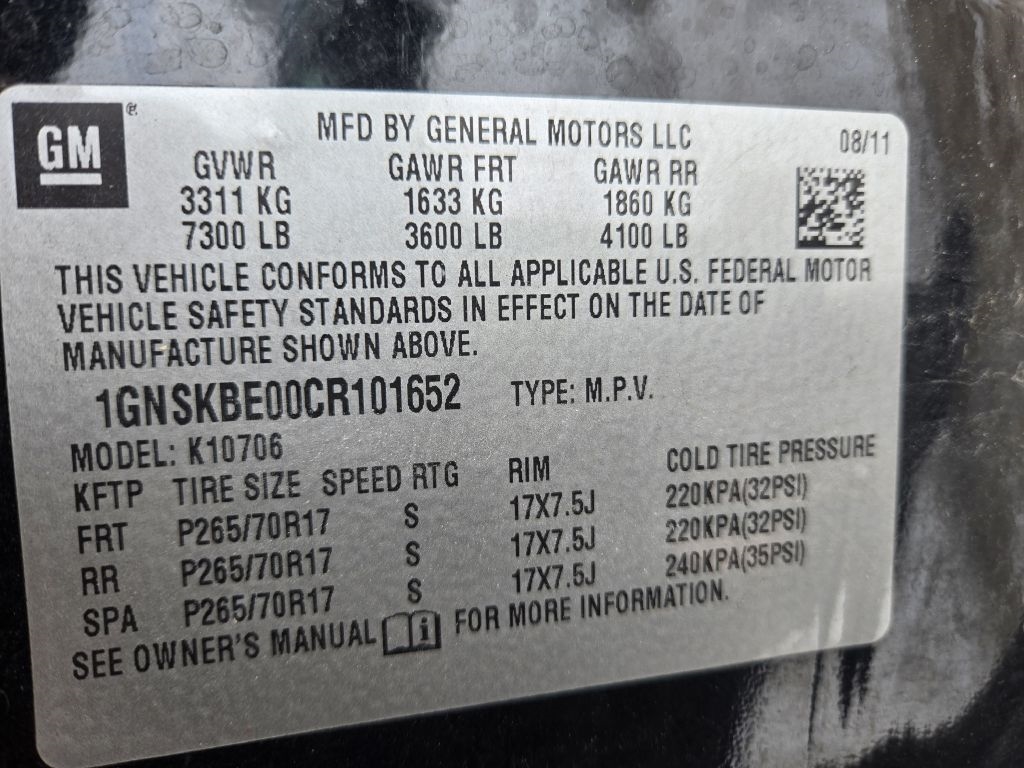 GM ®
MFD BY GENERAL MOTORS LLC 08/11
GVWR GAWR FRT GAWR RR
3311 KG 1633 KG 1860 KG
7300 LB 3600 LB 4100 LB
THIS VEHICLE CONFORMS TO ALL APPLICABLE U.S. FEDERAL MOTOR
VEHICLE SAFETY STANDARDS IN EFFECT ON THE DATE OF
MANUFACTURE SHOWN ABOVE.
1GNSKBE00CR101652 TYPE: M.P.V.
MODEL: K10706
KFTP TIRE SIZE SPEED RTG RIM COLD TIRE PRESSURE
FRT P265/70R17 S 17X7.5J 220KPA(32PSI)
RR P265/70R17 S 17X7.5J 220KPA(32PSI)
SPA P265/70R17 S 17X7.5J 240KPA(35PSI)
SEE OWNER'S MANUAL i FOR MORE INFORMATION.